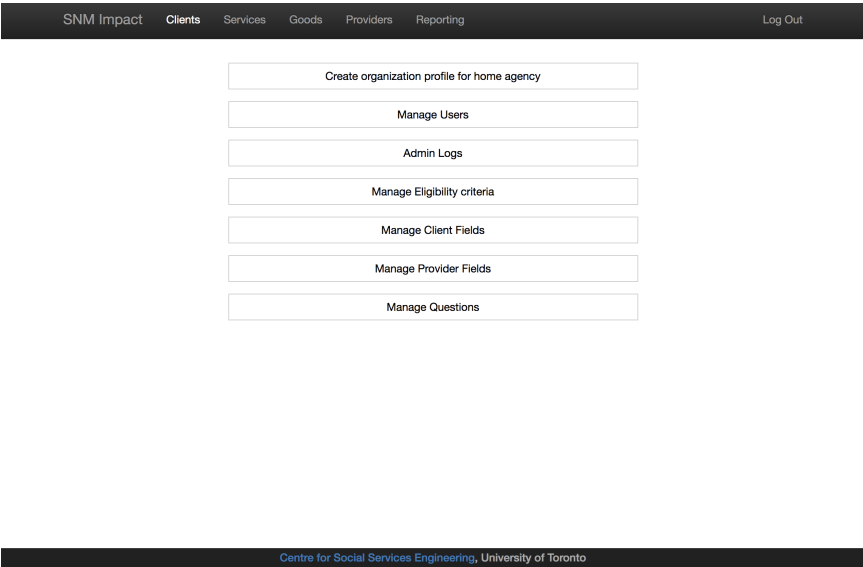 SNM Impact Clients Services Goods Providers Reporting Log Out
Create organization profile for home agency
Manage Users
Admin Logs
Manage Eligibility criteria
Manage Client Fields
Manage Provider Fields
Manage Questions
Centre for Social Services Engineering, University of Toronto